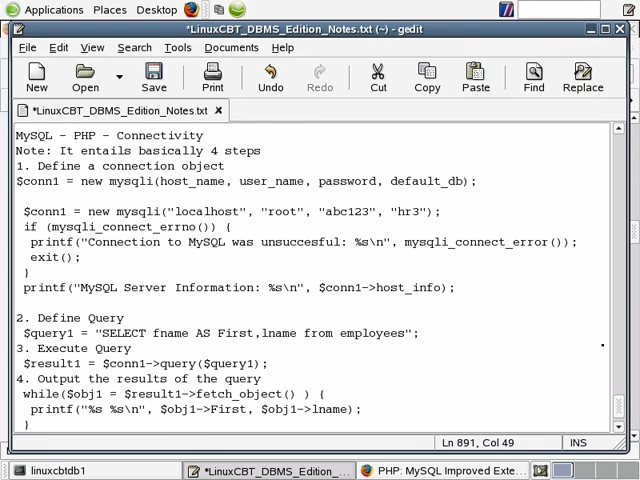 Applications Places Desktop
*LinuxCBT_DBMS_Edition_Notes.txt (~) - gedit
File Edit View Search Tools Documents Help
New Open Save Print Undo Redo Cut Copy Paste Find Replace
*LinuxCBT_DBMS_Edition_Notes.txt
MySQL - PHP - Connectivity
Note: It entails basically 4 steps
1. Define a connection object
$conn1 = new mysqli(host_name, user_name, password, default_db);
$conn1 = new mysqli("localhost", "root", "abc123", "hr3");
if (mysqli_connect_errno()) {
printf("Connection to MySQL was unsuccesful: %s\n", mysqli_connect_error());
exit();
}
printf("MySQL Server Information: %s\n", $conn1->host_info);
2. Define Query
$query1 = "SELECT fname AS First,lname from employees";
3. Execute Query
$result1 = $conn1->query($query1);
4. Output the results of the query
while($obj1 = $result1->fetch_object() ) {
printf("%s %s\n", $obj1->First, $obj1->lname);
}
Ln 891, Col 49 INS
linuxcbtdb1 *LinuxCBT_DBMS_Edition_... PHP: MySQL Improved Exte...